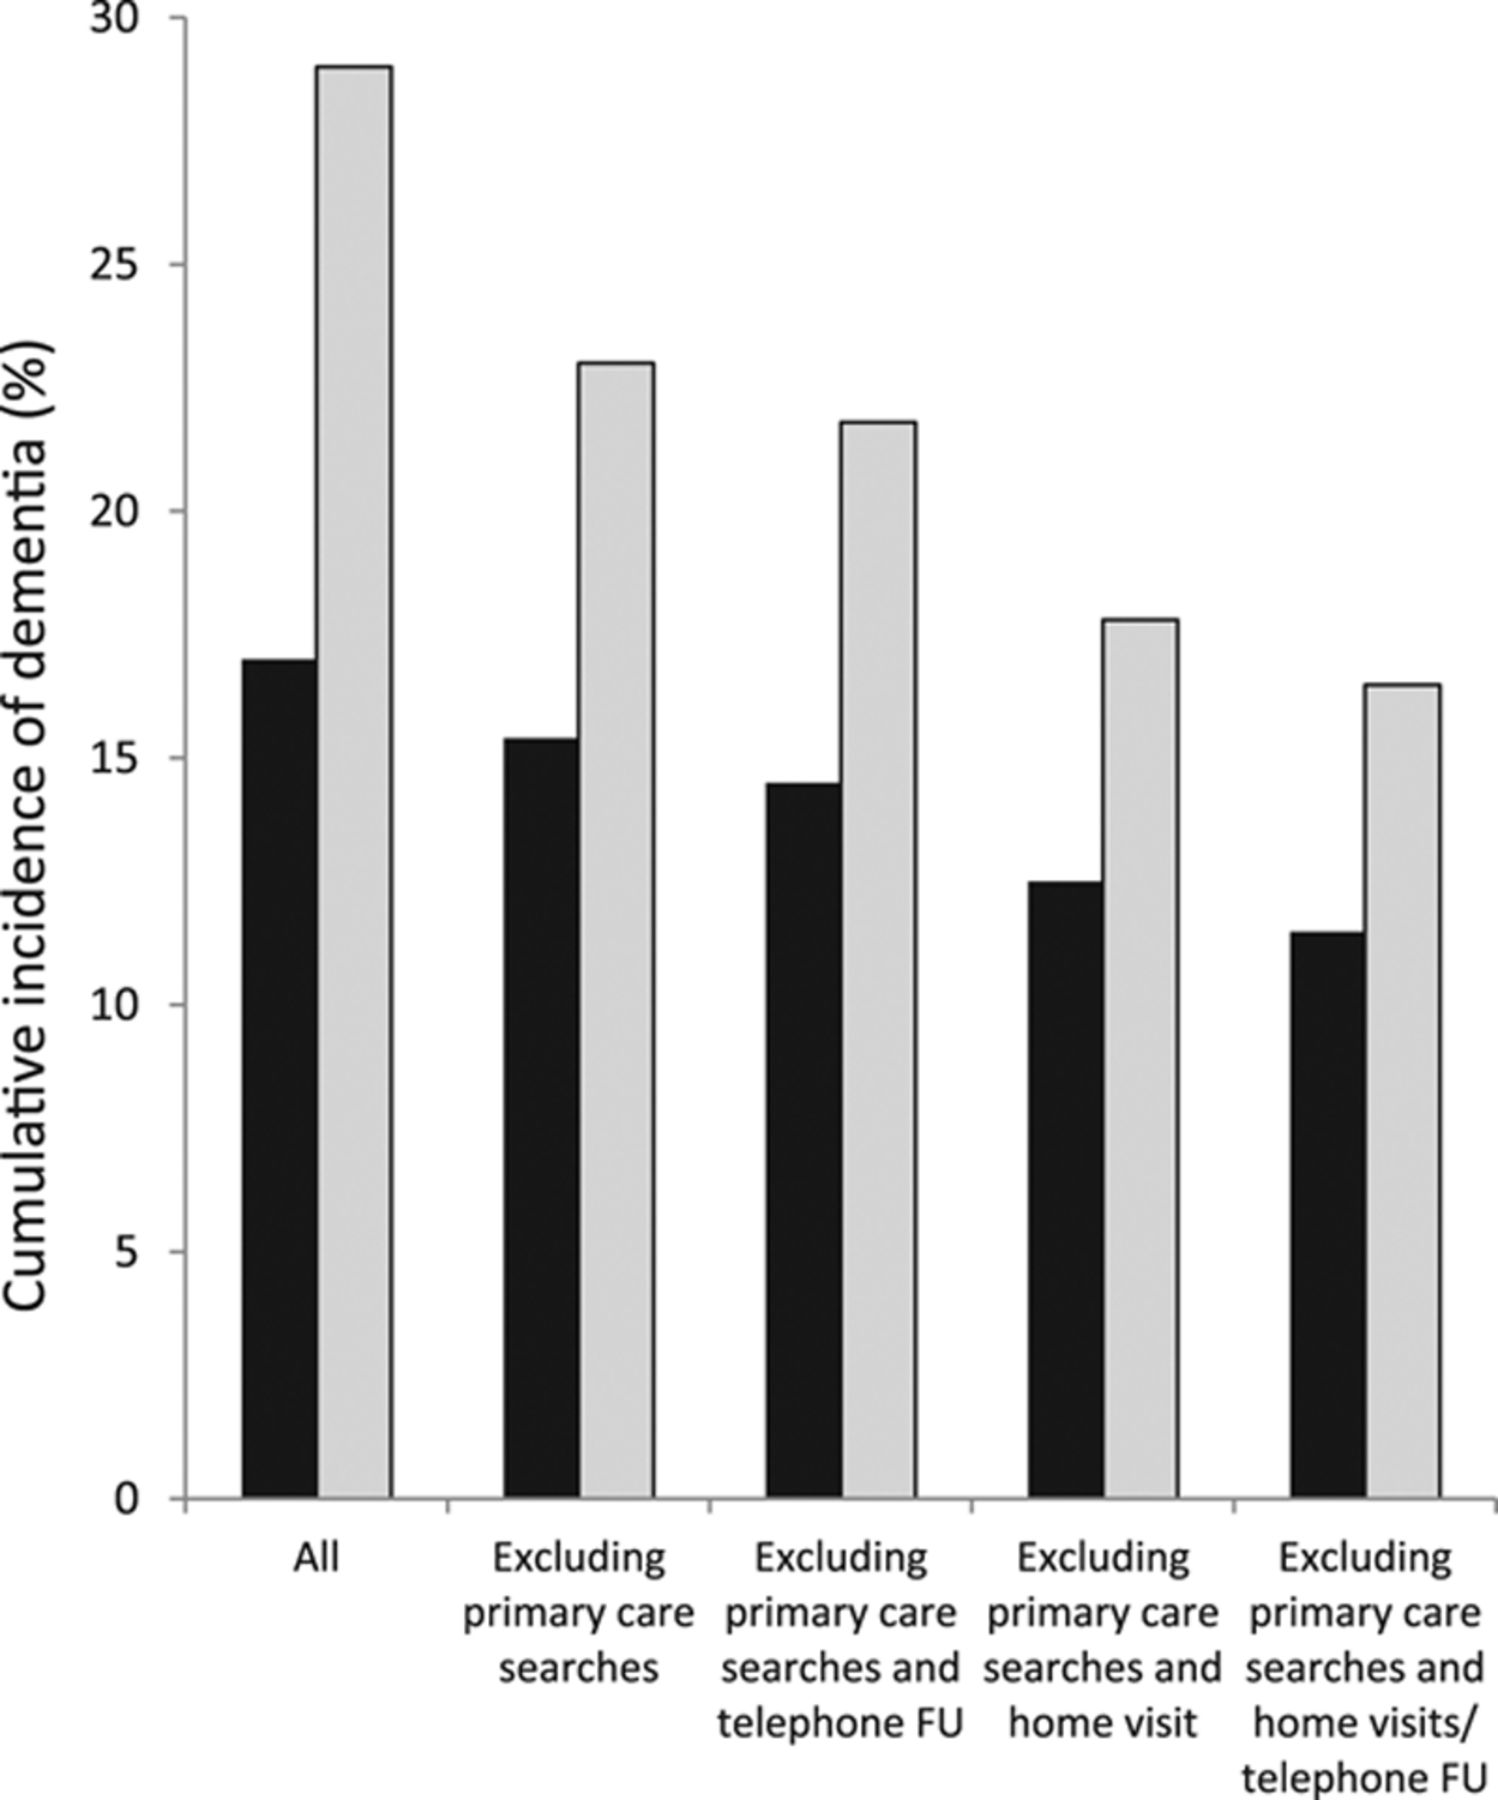 Cumulative incidence of dementia (%)
30
25
20
15
10
5
0
All
Excluding
primary care
searches
Excluding
primary care
searches and
telephone FU
Excluding
primary care
searches and
home visit
Excluding
primary care
searches and
home visits/
telephone FU